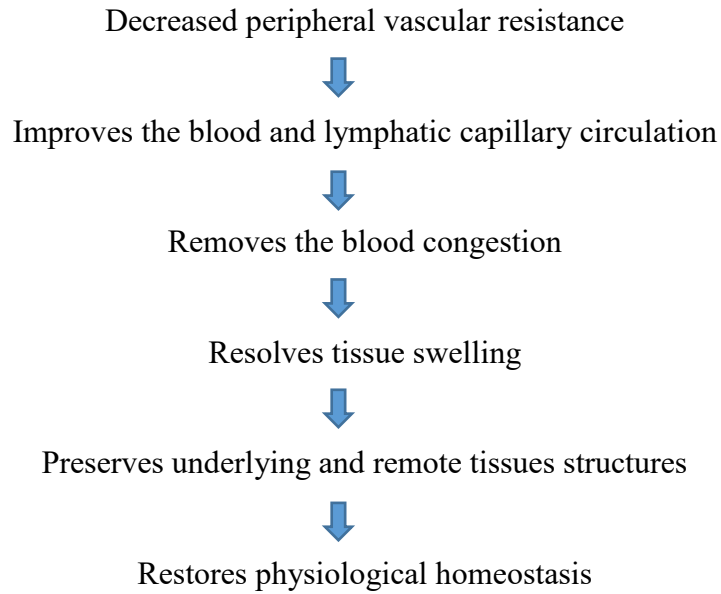 Decreased peripheral vascular resistance
Improves the blood and lymphatic capillary circulation
Removes the blood congestion
Resolves tissue swelling
Preserves underlying and remote tissues structures
Restores physiological homeostasis